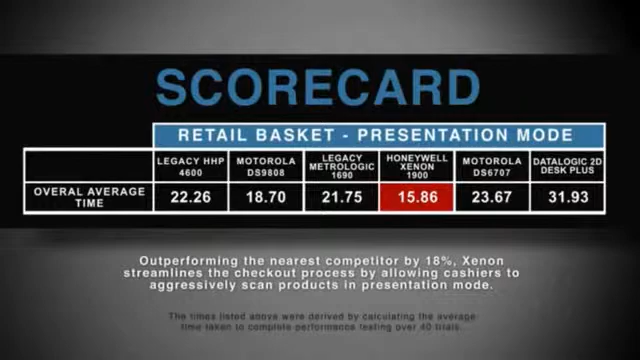 SCORECARD
RETAIL BASKET - PRESENTATION MODE
LEGACY HHP 4600 MOTOROLA DS9808 LEGACY METROLOGIC 1690 HONEYWELL XENON 1900 MOTOROLA DS6707 DATALOGIC 2D DESK PLUS
OVERAL AVERAGE TIME 22.26 18.70 21.75 15.86 23.67 31.93
Outperforming the nearest competitor by 18%, Xenon
streamlines the checkout process by allowing cashiers to
aggressively scan products in presentation mode.
The times listed above were derived by calculating the average
time taken to complete performance testing over 40 trials.